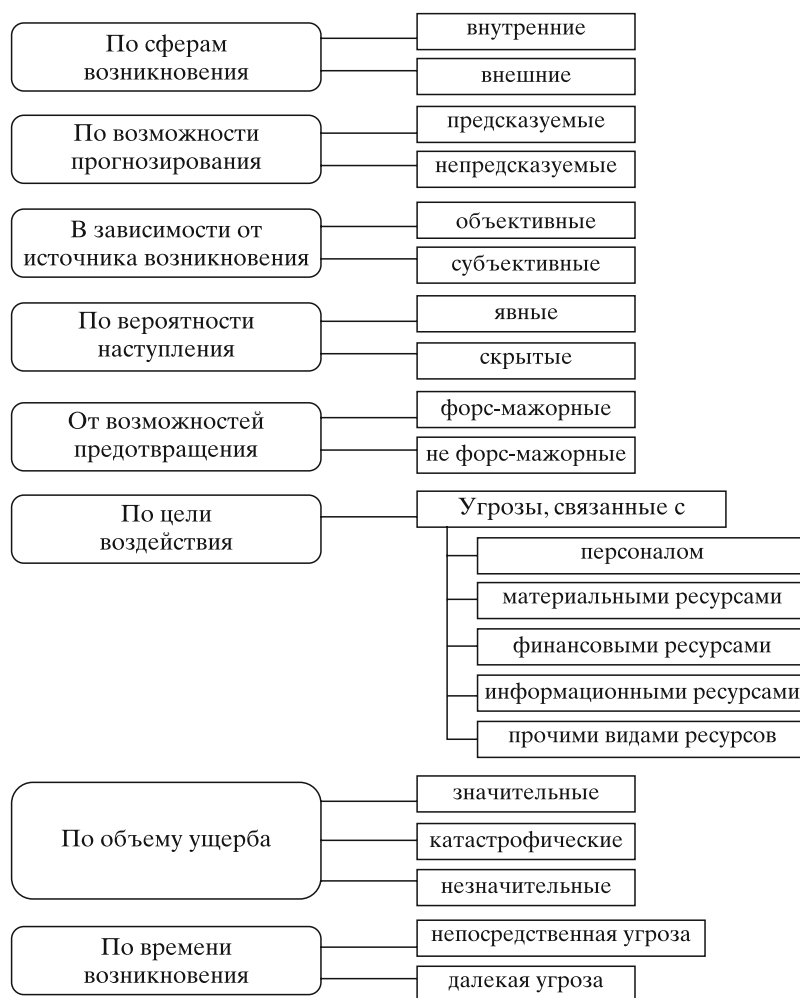 По сферам
возникновения
внутренние
внешние
По возможности
прогнозирования
предсказуемые
непредсказуемые
В зависимости от
источника возникновения
объективные
субъективные
По вероятности
наступления
явные
скрытые
От возможностей
предотвращения
форс-мажорные
не форс-мажорные
По цели
воздействия
Угрозы, связанные с
персоналом
материальными ресурсами
финансовыми ресурсами
информационными ресурсами
прочими видами ресурсов
По объему ущерба
значительные
катастрофические
незначительные
По времени
возникновения
непосредственная угроза
далекая угроза